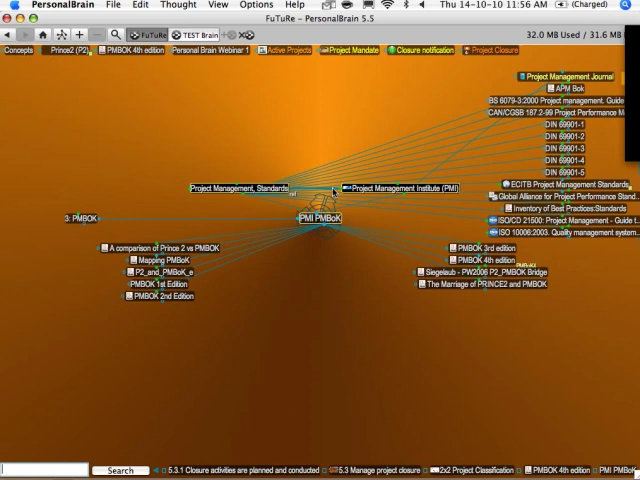 PersonalBrain File Edit Thought View Options Help Thu 14-10-10 11:56 AM (Charged)
FuTuRe – PersonalBrain 5.5
FuTuRe TEST Brain 32.0 MB Used / 31.6 MB
Concepts Prince2 (P2) PMBOK 4th edition Personal Brain Webinar 1 Active Projects Project Mandate Closure notification Project Closure
Project Management Journal
APM Bok
BS 6079-3:2000 Project management. Guide
CAN/CGSB 187.2-99 Project Performance M
DIN 69901-1
DIN 69901-2
DIN 69901-3
DIN 69901-4
DIN 69901-5
ECITB Project Management Standards
Project Management, Standards
Project Management Institute (PMI)
ref
Global Alliance for Project Performance Stand...
Inventory of Best Practices:Standards
3: PMBOK
PMI PMBoK
ISO/CD 21500: Project Management - guide t...
ISO 10006:2003. Quality management system...
A comparison of Prince 2 vs PMBOK
PMBOK 3rd edition
Mapping PMBoK
PMBOK 4th edition
P2_and_PMBoK_e
Siegelaub - PW2006 P2_PMBOK Bridge
PMBOK 1st Edition
The Marriage of PRINCE2 and PMBOK
PMBOK 2nd Edition
Search 5.3.1 Closure activities are planned and conducted 5.3 Manage project closure 2x2 Project Classification PMBOK 4th edition PMI PMBoK